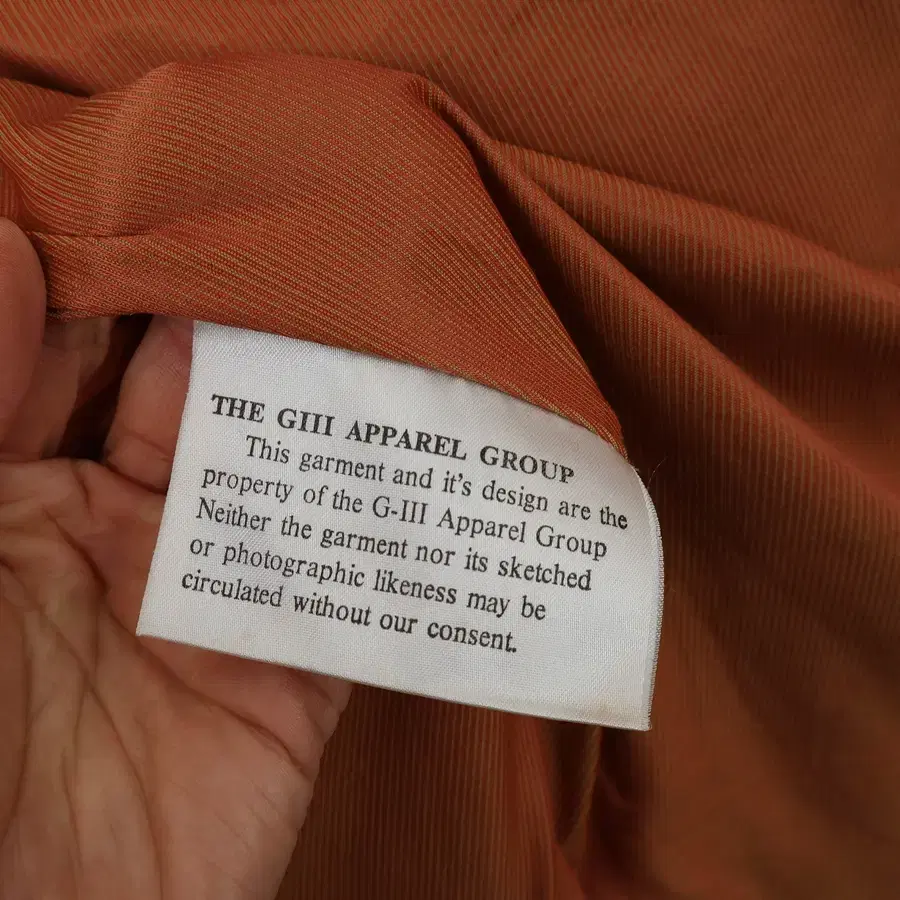 THE GIII APPAREL GROUP
This garment and it's design are the
property of the G-III Apparel Group
Neither the garment nor its sketched
or photographic likeness may be
circulated without our consent.